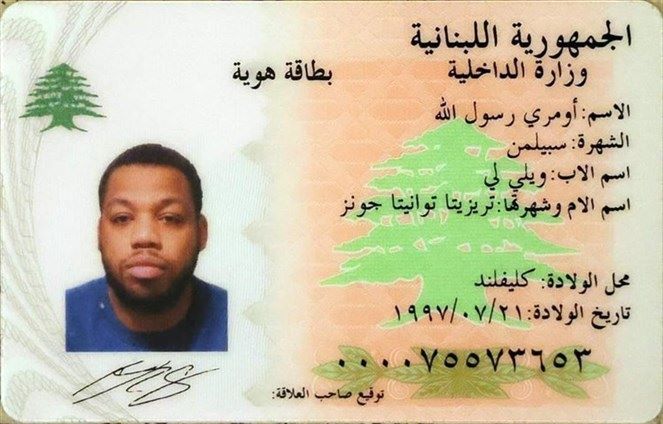 الجمهورية اللبنانية
وزارة الداخلية
بطاقة هوية
الاسم: أومري رسول الله
الشهرة: سبيلمن
اسم الاب: ويلي لي
اسم الام وشهرتها: تريزيتا توانيتا جونز
محل الولادة: كليفلند
تاريخ الولادة: ١٩٩٧/٠٧/٢١
٠٠٠٠٧٥٥٧٣٦٥٣
توقيع صاحب العلاقة: